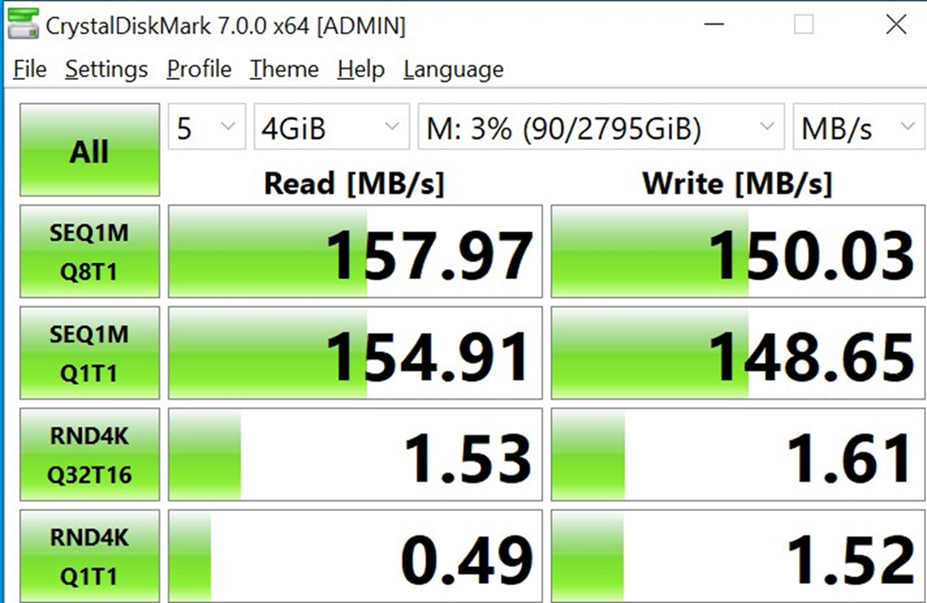 CrystalDiskMark 7.0.0 x64 [ADMIN]
File Settings Profile Theme Help Language
All 5 4GiB M: 3% (90/2795GiB) MB/s
Read [MB/s] Write [MB/s]
SEQ1M
Q8T1 157.97 150.03
SEQ1M
Q1T1 154.91 148.65
RND4K
Q32T16 1.53 1.61
RND4K
Q1T1 0.49 1.52